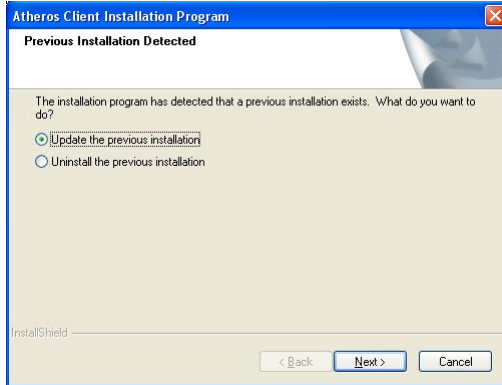 Atheros Client Installation Program
Previous Installation Detected
The installation program has detected that a previous installation exists. What do you want to
do?
Update the previous installation
Uninstall the previous installation
InstallShield
< Back
Next >
Cancel